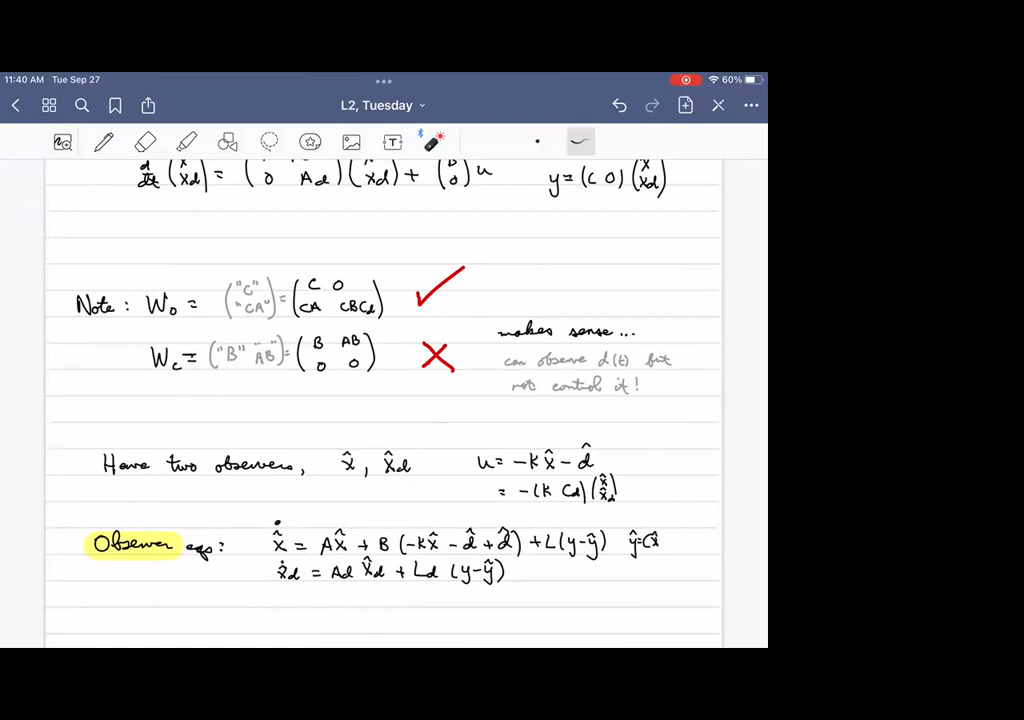 11:40 AM Tue Sep 27
60%
L2, Tuesday
d/dt (x xd) = ( 0 Ad)(x xd) + (B 0) u y = (C 0) (x xd)
Note: Wo = ("C" "CA") = (C 0 CA CBCd)
Wc = ("B" "AB") = (B AB 0 0)
makes sense...
can observe d(t) but
not control it!
Have two observers, x̂, x̂d u = -Kx̂ - d̂
= -(K Cd) (x̂ x̂d)
Observer eqs: ẋ̂ = Ax̂ + B (-Kx̂ - d̂ + d̂) + L(y-ŷ) ŷ=Cx̂
ẋ̂d = Ad x̂d + Ld (y-ŷ)